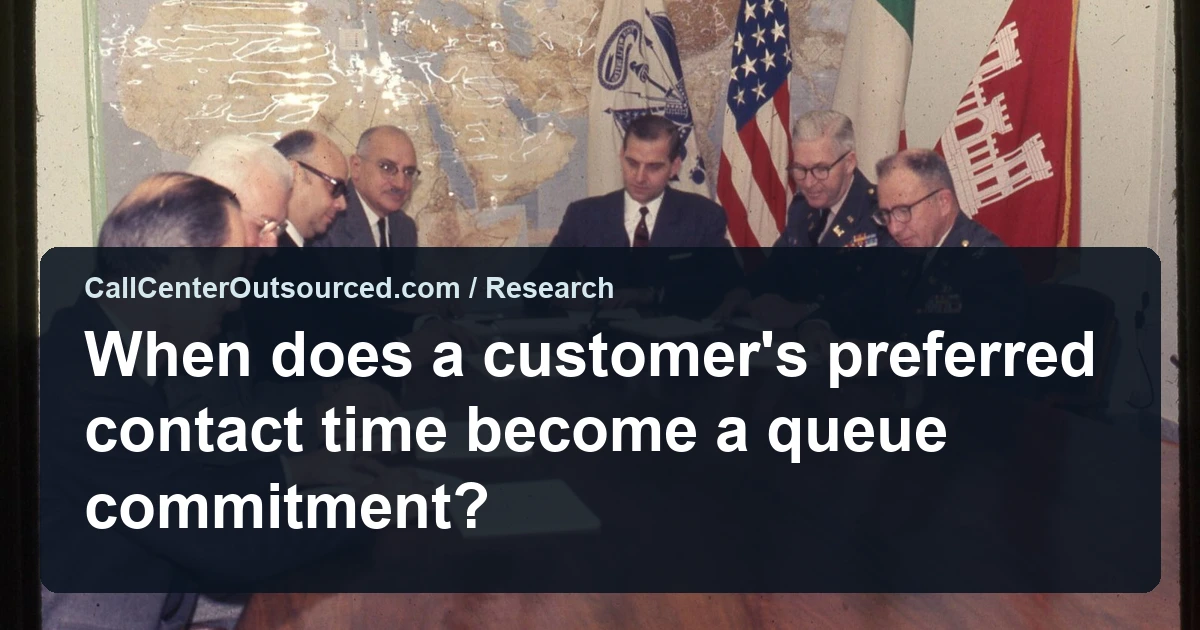 CallCenterOutsourced.com / Research
When does a customer's preferred
contact time become a queue
commitment?